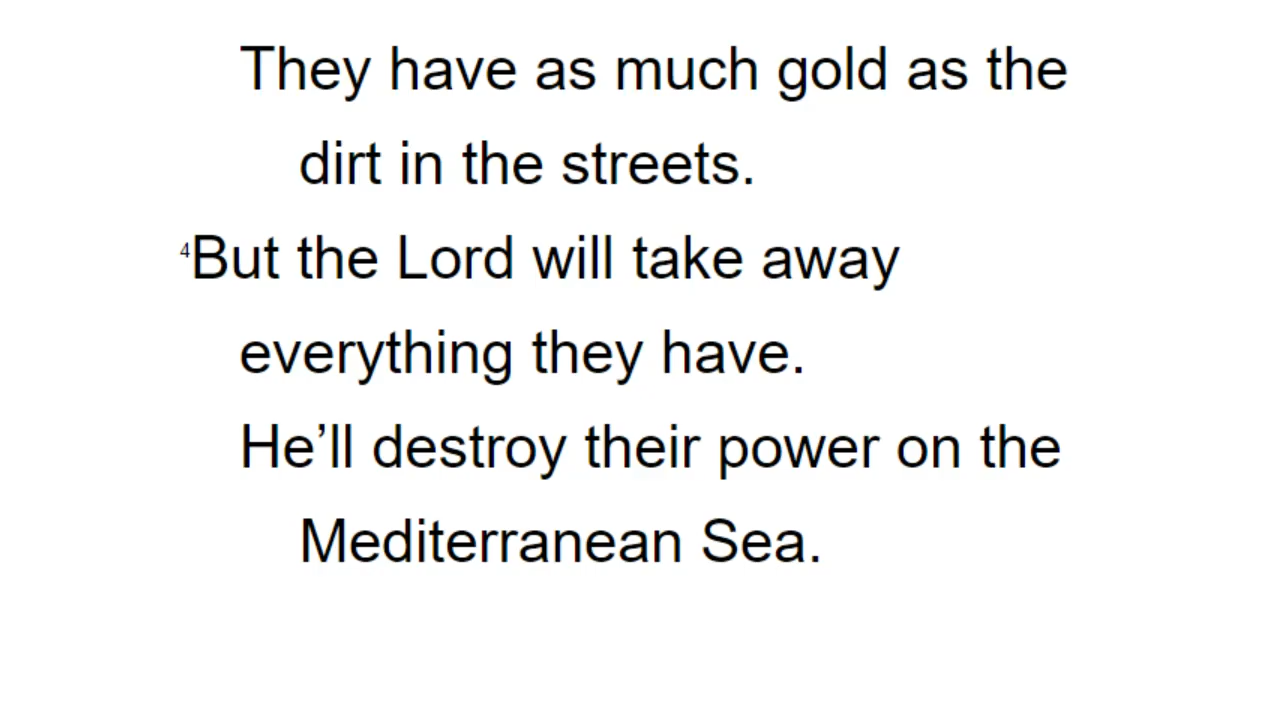 They have as much gold as the
dirt in the streets.
4But the Lord will take away
everything they have.
He’ll destroy their power on the
Mediterranean Sea.